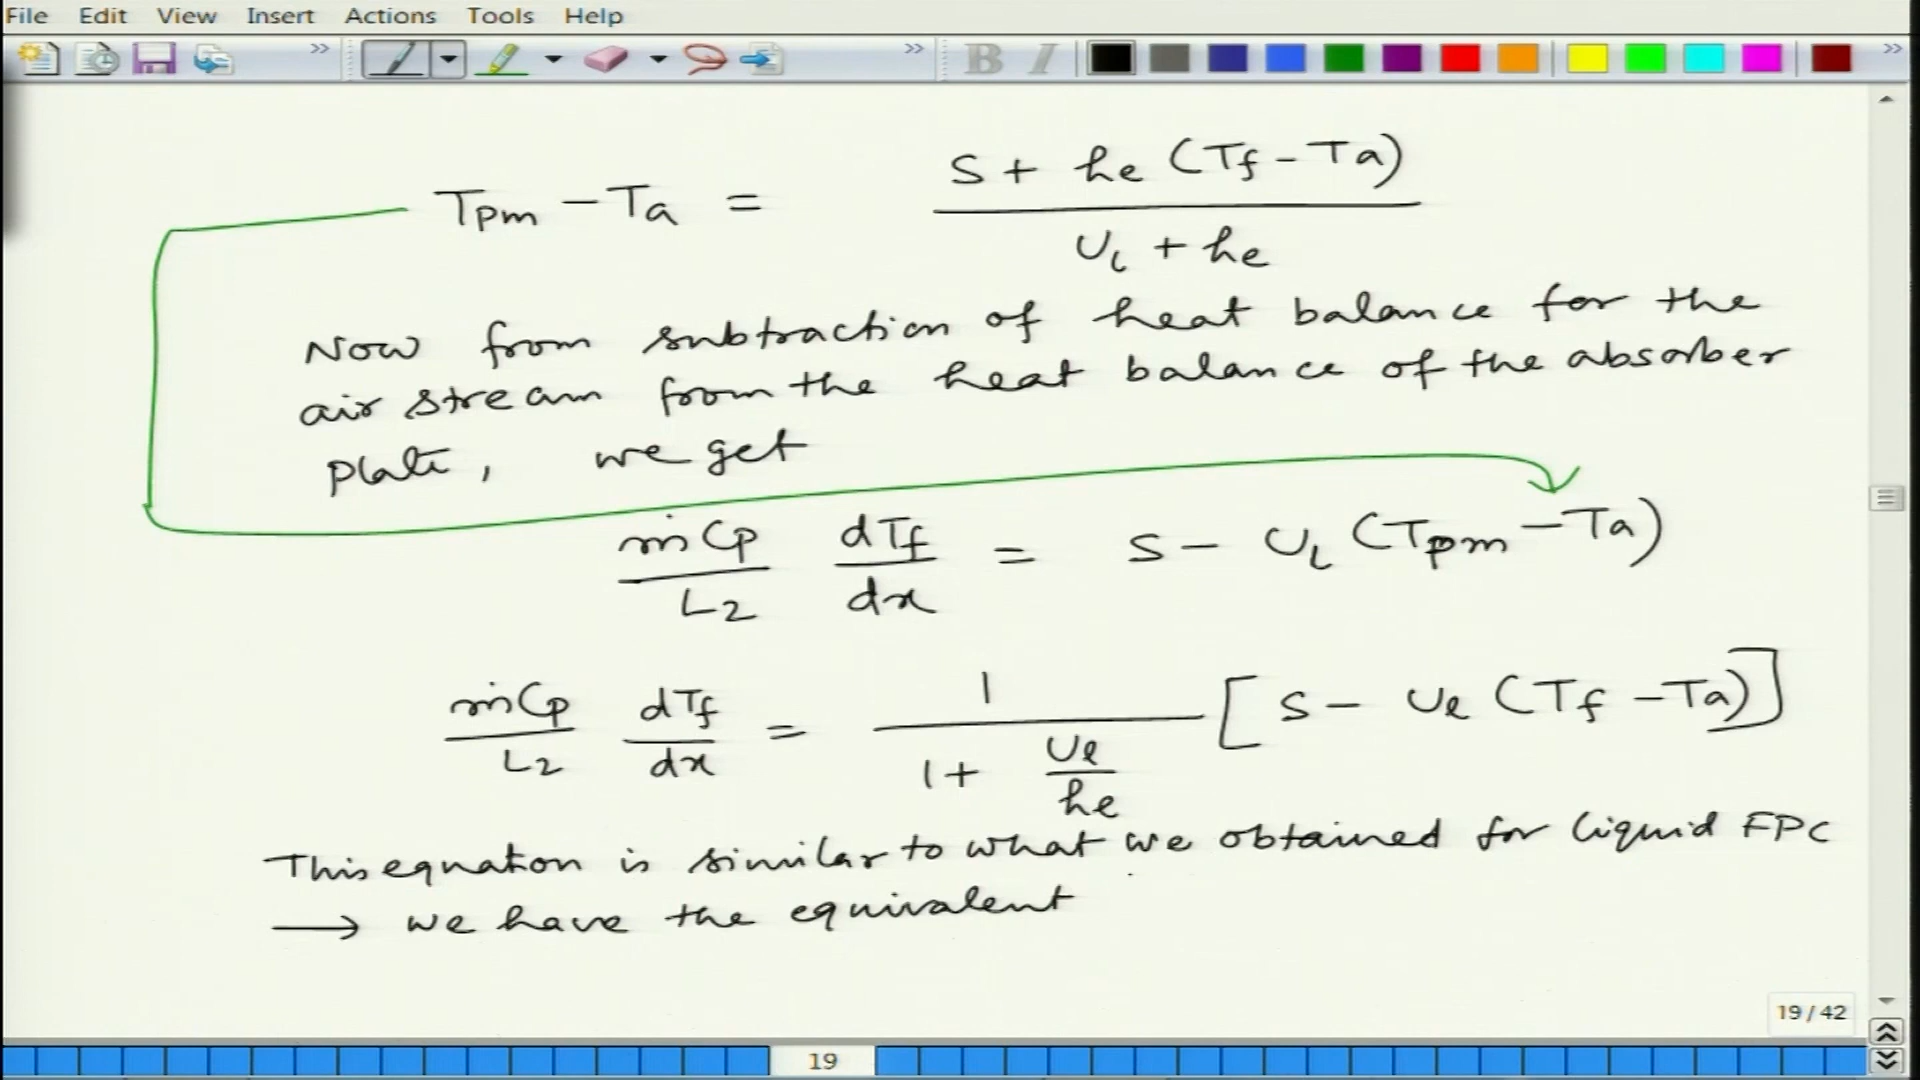 File Edit View Insert Actions Tools Help
B I
Tpm - Ta = S + he (Tf - Ta) / UL + he
Now from subtraction of heat balance for the
air stream from the heat balance of the absorber
plate, we get
ṁCp / L2 dTf / dx = S - UL (Tpm - Ta)
ṁCp / L2 dTf / dx = 1 / 1 + Ul / he [S - Ul (Tf - Ta)]
This equation is similar to what we obtained for liquid FPC
→ we have the equivalent
19 / 42
19